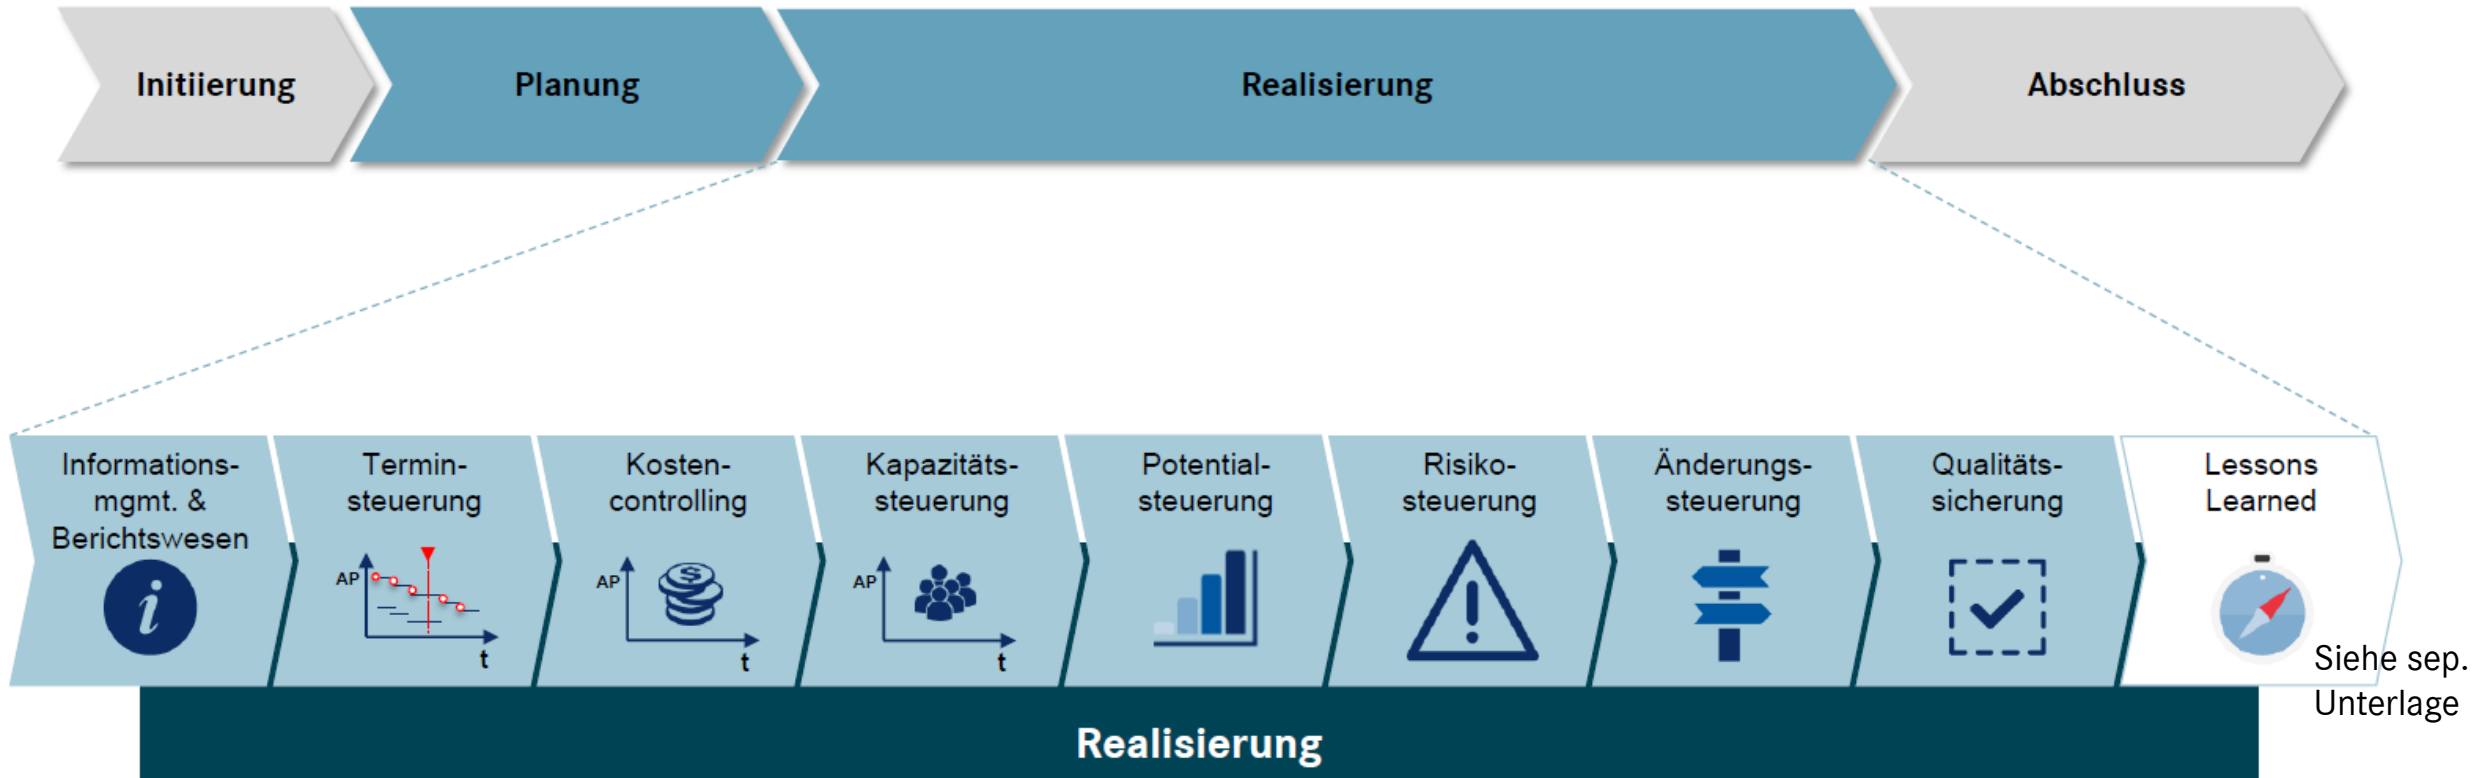 Initiierung
Planung
Realisierung
Abschluss
Informations-
mgmt. &
Berichtswesen
Termin-
steuerung
AP
t
Kosten-
controlling
AP
$
t
Kapazitäts-
steuerung
AP
t
Potential-
steuerung
Risiko-
steuerung
Änderungs-
steuerung
Qualitäts-
sicherung
Lessons
Learned
Siehe sep.
Unterlage
Realisierung